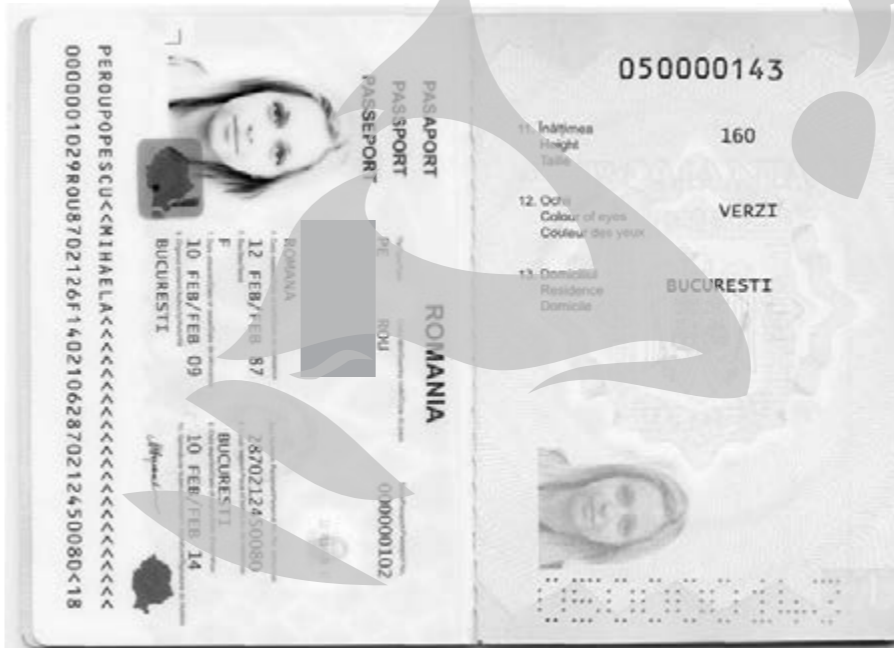 050000143
11. Înălțimea
Height
Taille
160
12. Ochi
Colour of eyes
Couleur des yeux
VERZI
13. Domiciliul
Residence
Domicile
BUCURESTI
PASAPORT
PASSPORT
PASSEPORT
ROMANIA
PE
ROU
000000102
ROMANA
12 FEB/FEB 87
2870212450080
F
BUCURESTI
10 FEB/FEB 09
10 FEB/FEB 14
BUCURESTI
PEROUPOPESCU<<MIHAELA<<<<<<<<<<<<<<<<<<<<<<<
0000001029ROU8702126F14021062870212450080<18